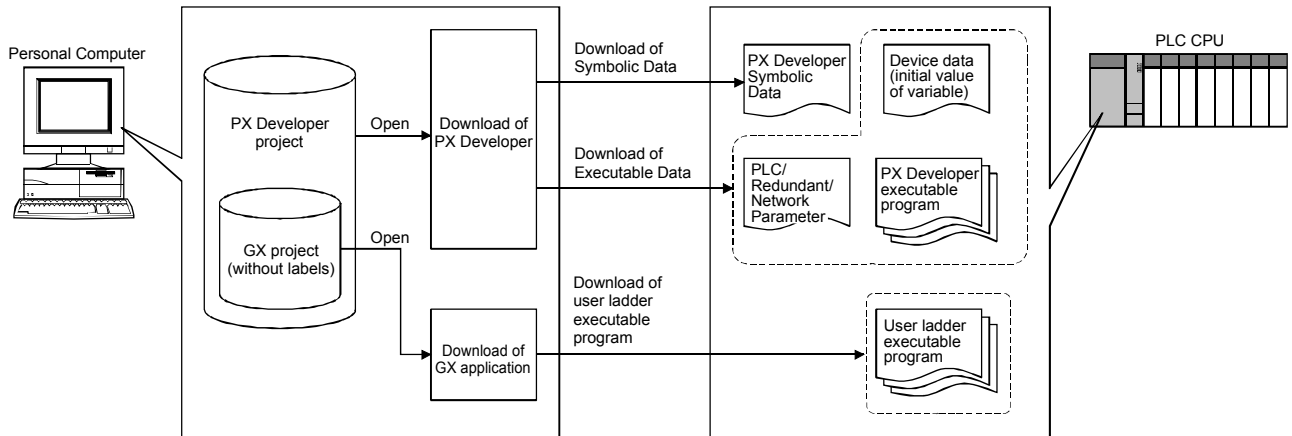 Personal Computer
PX Developer
project
GX project
(without labels)
Open
Open
Download of
PX Developer
Download of
GX application
Download of
Symbolic Data
Download of
Executable Data
Download of
user ladder
executable
program
PX Developer
Symbolic
Data
Device data
(initial value
of variable)
PLC/
Redundant/
Network
Parameter
PX Developer
executable
program
User ladder
executable
program
PLC CPU